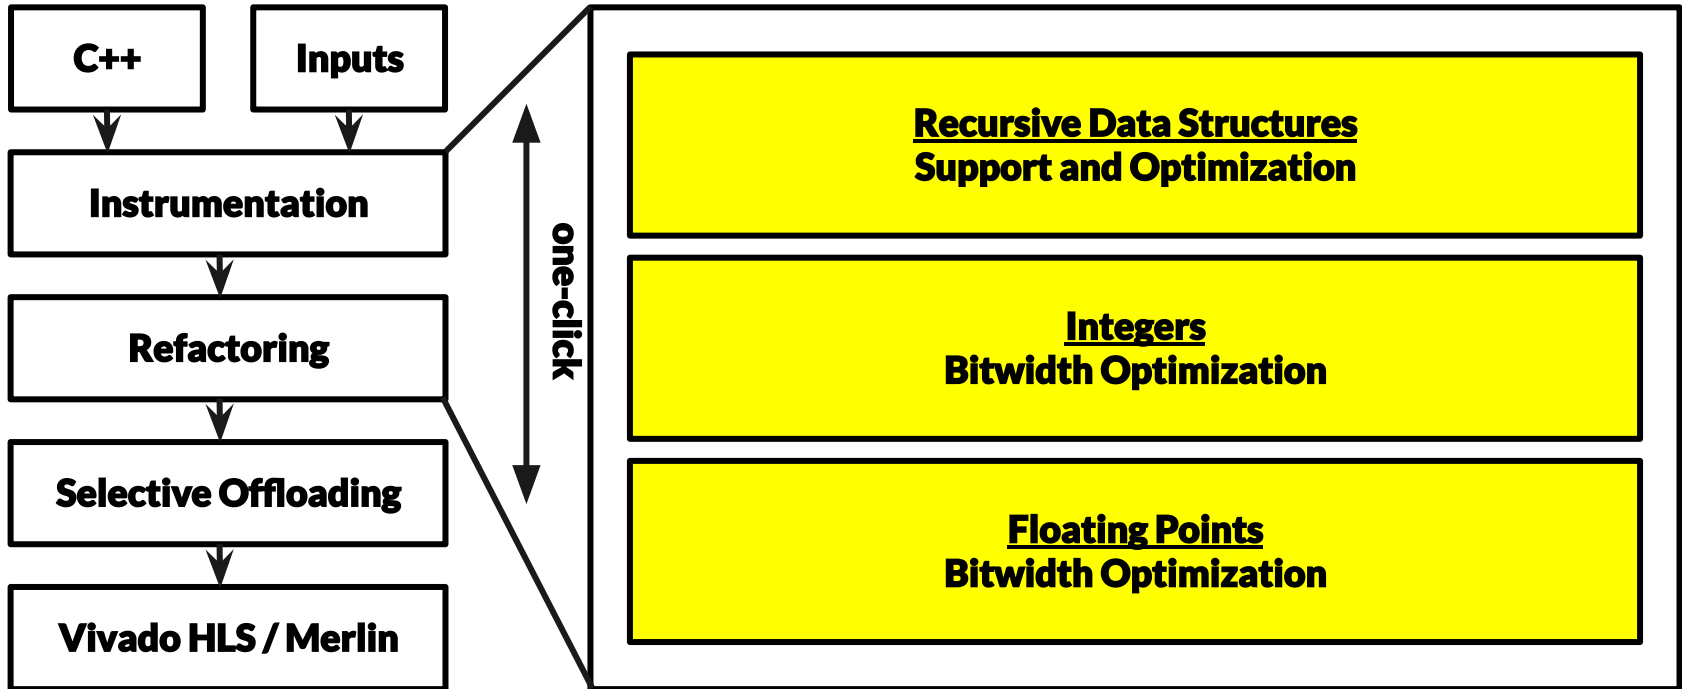 C++
Inputs
Instrumentation
Refactoring
Selective Offloading
Vivado HLS / Merlin
one-click
Recursive Data Structures
Support and Optimization
Integers
Bitwidth Optimization
Floating Points
Bitwidth Optimization